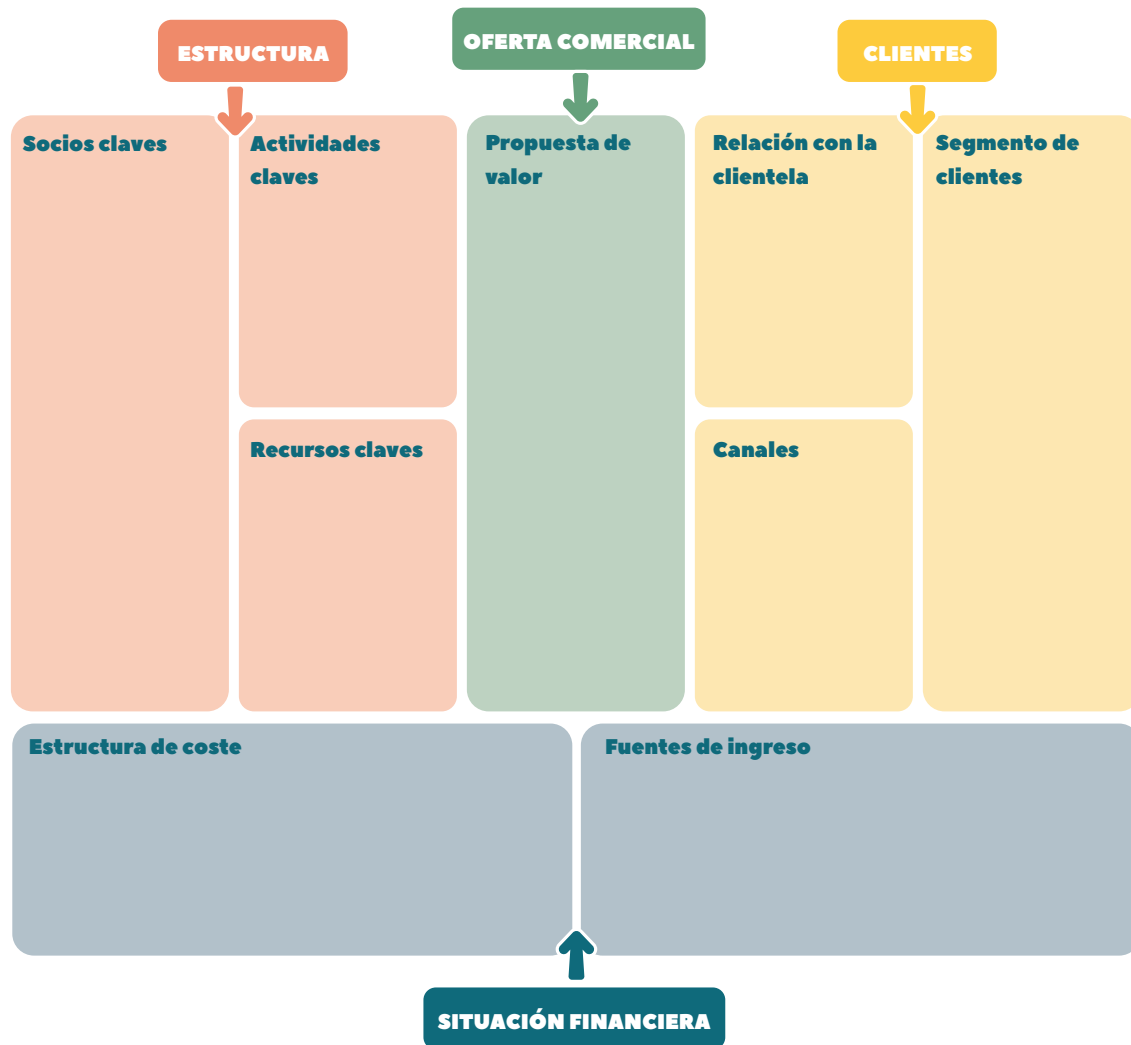 ESTRUCTURA
OFERTA COMERCIAL
CLIENTES
Socios claves
Actividades
claves
Propuesta de
valor
Relación con la
clientela
Segmento de
clientes
Recursos claves
Canales
Estructura de coste
Fuentes de ingreso
SITUACIÓN FINANCIERA